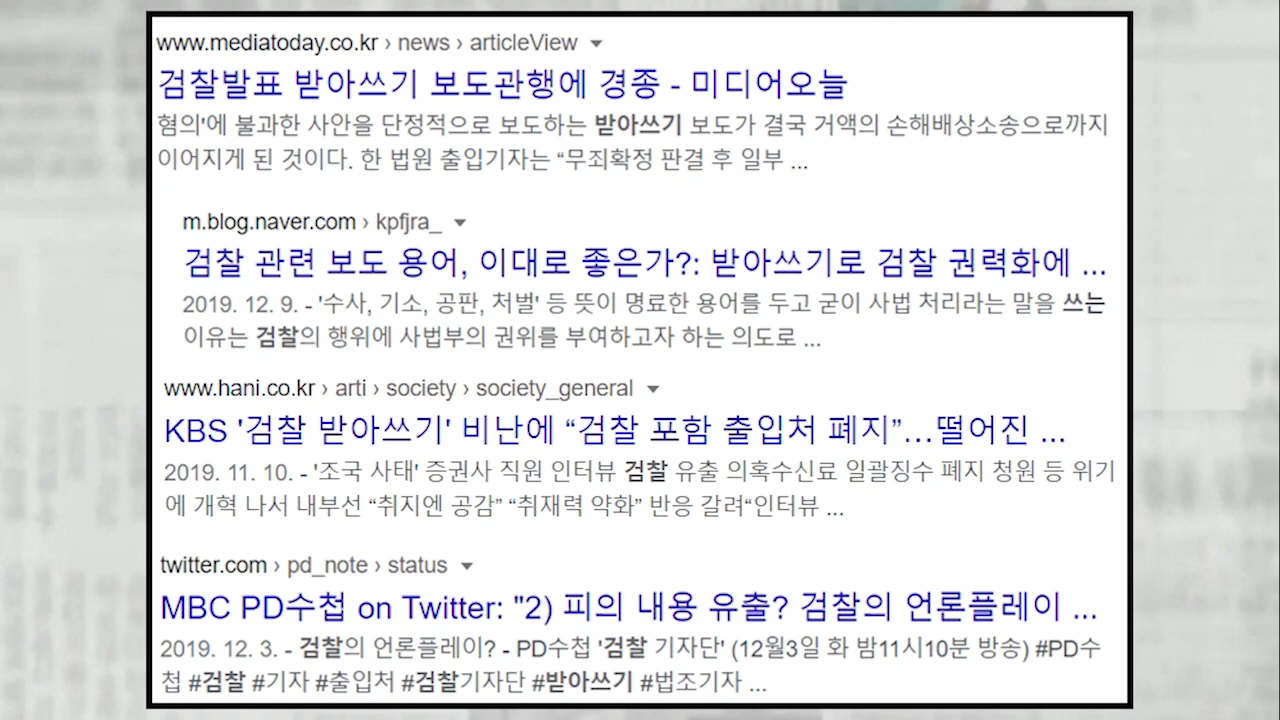 www.mediatoday.co.kr › news › articleView
검찰발표 받아쓰기 보도관행에 경종 - 미디어오늘
혐의'에 불과한 사안을 단정적으로 보도하는 받아쓰기 보도가 결국 거액의 손해배상소송으로까지
이어지게 된 것이다. 한 법원 출입기자는 “무죄확정 판결 후 일부 ...
m.blog.naver.com › kpfjra_
검찰 관련 보도 용어, 이대로 좋은가?: 받아쓰기로 검찰 권력화에 ...
2019. 12. 9. - '수사, 기소, 공판, 처벌' 등 뜻이 명료한 용어를 두고 굳이 사법 처리라는 말을 쓰는
이유는 검찰의 행위에 사법부의 권위를 부여하고자 하는 의도로 ...
www.hani.co.kr › arti › society › society_general
KBS '검찰 받아쓰기' 비난에 “검찰 포함 출입처 폐지”...떨어진 ...
2019. 11. 10. - '조국 사태' 증권사 직원 인터뷰 검찰 유출 의혹수신료 일괄징수 폐지 청원 등 위기
에 개혁 나서 내부선 “취지엔 공감” “취재력 약화” 반응 갈려“인터뷰 ...
twitter.com › pd_note › status
MBC PD수첩 on Twitter: "2) 피의 내용 유출? 검찰의 언론플레이 ...
2019. 12. 3. - 검찰의 언론플레이? - PD수첩 '검찰 기자단' (12월3일 화 밤11시10분 방송) #PD수
첩 #검찰 #기자 #출입처 #검찰기자단 #받아쓰기 #법조기자 ...